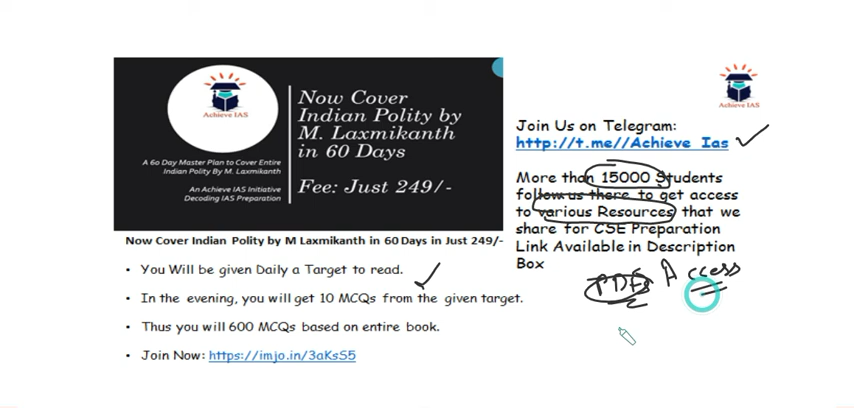 Achieve IAS
A 6o Day Master Plan to Cover Entire
Indian Polity By M. Laxmikanth
An Achieve IAS Initiative
Decoding IAS Preparation
Now Cover
Indian Polity by
M. Laxmikanth
in 60 Days
Fee: Just 249/-
Now Cover Indian Polity by M Laxmikanth in 60 Days in Just 249/-
• You Will be given Daily a Target to read.
• In the evening, you will get 10 MCQs from the given target.
• Thus you will 600 MCQs based on entire book.
• Join Now: https://imjo.in/3aKsS5
Achieve IAS
Join Us on Telegram:
http://t.me//Achieve_Ias
More than 15000 Students
follow us there to get access
to various Resources that we
share for CSE Preparation
Link Available in Description
Box
PDFs Access